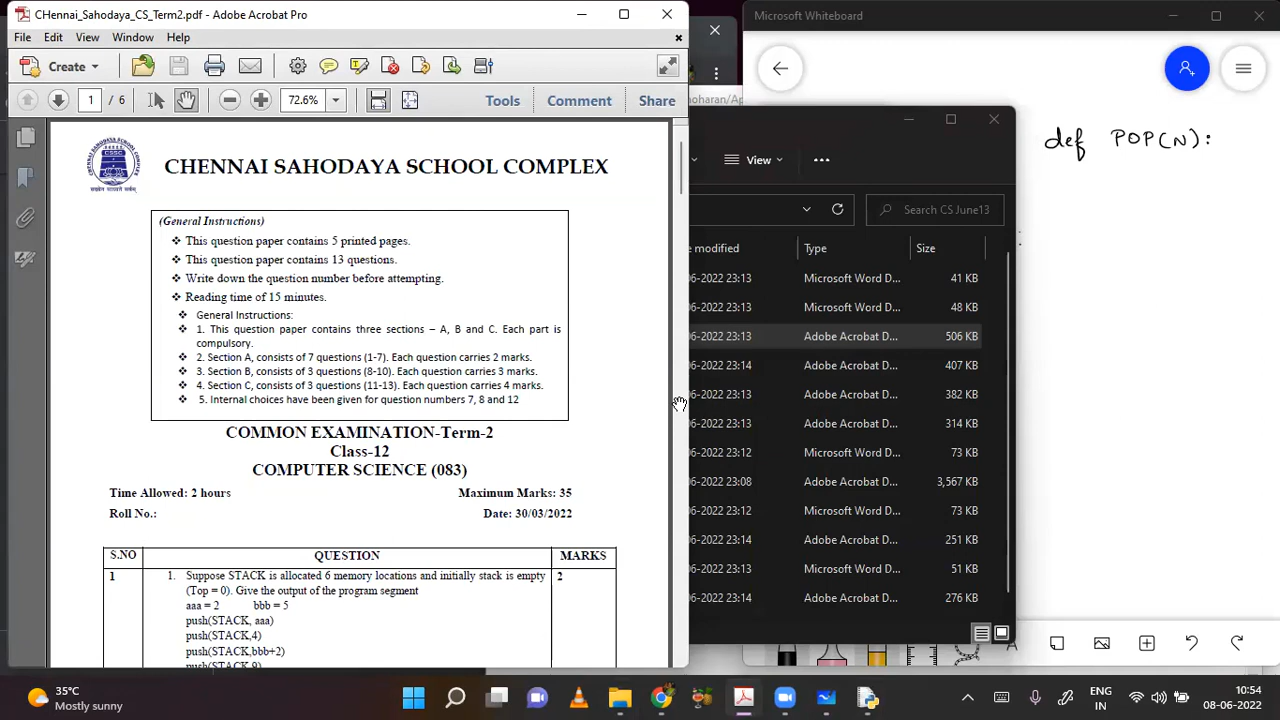 CHennai_Sahodaya_CS_Term2.pdf - Adobe Acrobat Pro
File Edit View Window Help
Create
1 / 6
72.6%
Tools Comment Share
CHENNAI SAHODAYA SCHOOL COMPLEX
(General Instructions)
❖ This question paper contains 5 printed pages.
❖ This question paper contains 13 questions.
❖ Write down the question number before attempting.
❖ Reading time of 15 minutes.
❖ General Instructions:
❖ 1. This question paper contains three sections – A, B and C. Each part is
compulsory.
❖ 2. Section A, consists of 7 questions (1-7). Each question carries 2 marks.
❖ 3. Section B, consists of 3 questions (8-10). Each question carries 3 marks.
❖ 4. Section C, consists of 3 questions (11-13). Each question carries 4 marks.
❖ 5. Internal choices have been given for question numbers 7, 8 and 12
COMMON EXAMINATION-Term-2
Class-12
COMPUTER SCIENCE (083)
Time Allowed: 2 hours Maximum Marks: 35
Roll No.: Date: 30/03/2022
S.NO QUESTION MARKS
1 1. Suppose STACK is allocated 6 memory locations and initially stack is empty 2
(Top = 0). Give the output of the program segment
aaa = 2 bbb = 5
push(STACK, aaa)
push(STACK,4)
push(STACK,bbb+2)
push(STACK,9)
oharan/Ap
View
Search CS June13
e modified Type Size
06-2022 23:13 Microsoft Word D... 41 KB
06-2022 23:13 Microsoft Word D... 48 KB
06-2022 23:13 Adobe Acrobat D... 506 KB
06-2022 23:14 Adobe Acrobat D... 407 KB
06-2022 23:13 Adobe Acrobat D... 382 KB
06-2022 23:13 Adobe Acrobat D... 314 KB
06-2022 23:12 Microsoft Word D... 73 KB
06-2022 23:08 Adobe Acrobat D... 3,567 KB
06-2022 23:12 Microsoft Word D... 73 KB
06-2022 23:14 Adobe Acrobat D... 251 KB
06-2022 23:13 Microsoft Word D... 51 KB
06-2022 23:14 Adobe Acrobat D... 276 KB
Microsoft Whiteboard
def POP(N):
35°C
Mostly sunny
ENG
IN
10:54
08-06-2022